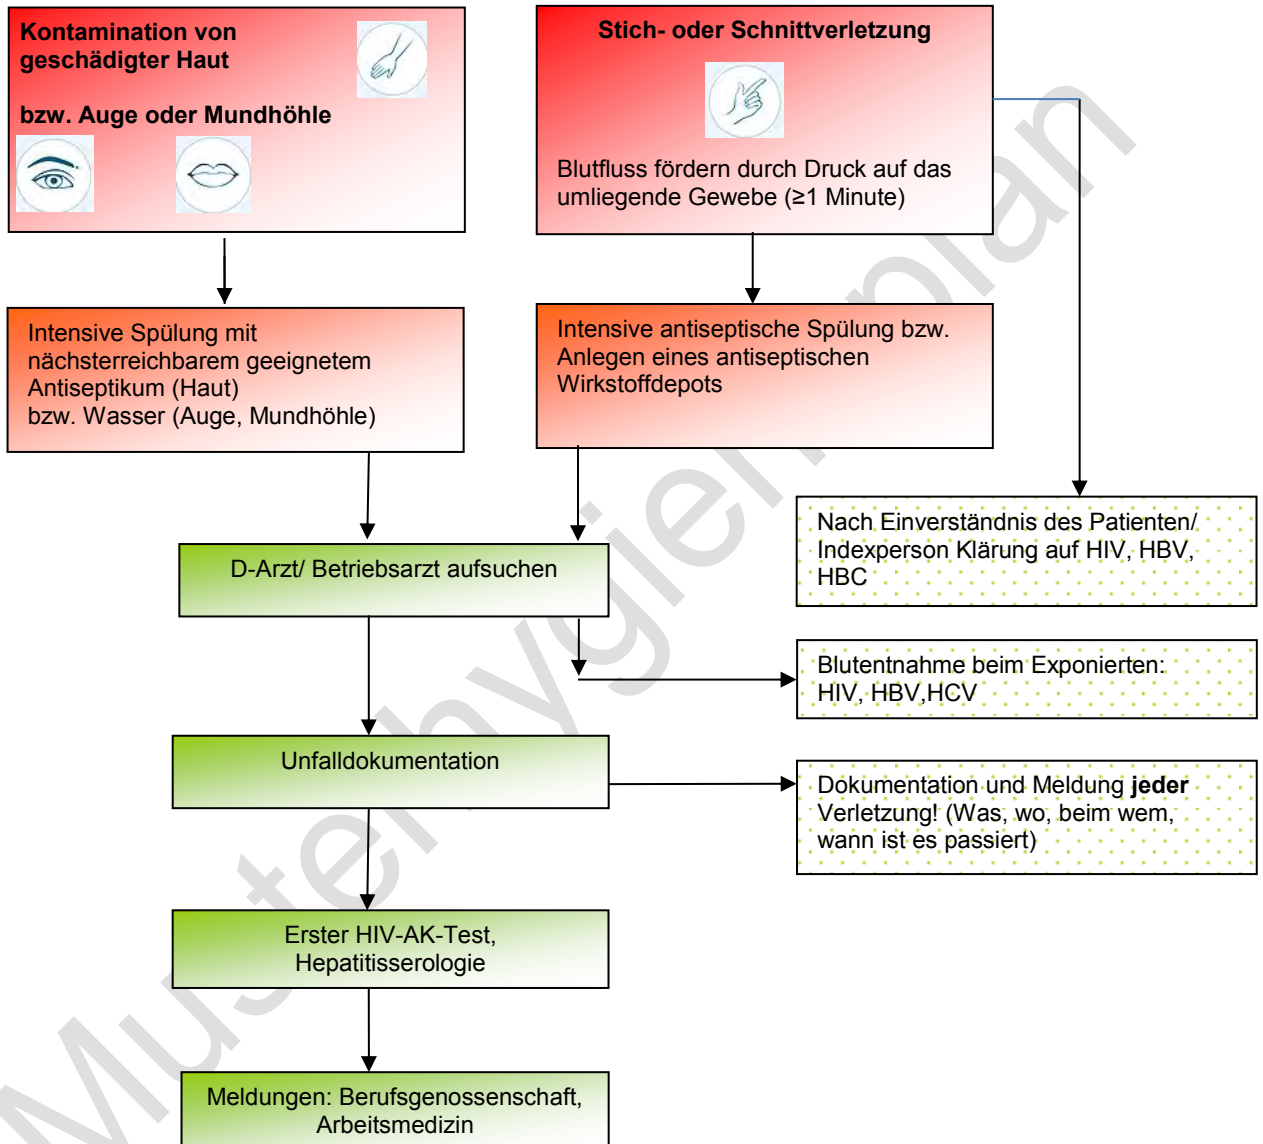 Kontamination von
geschädigter Haut
bzw. Auge oder Mundhöhle
Stich- oder Schnittverletzung
Blutfluss fördern durch Druck auf das
umliegende Gewebe (≥1 Minute)
Intensive Spülung mit
nächsterreichbarem geeignetem
Antiseptikum (Haut)
bzw. Wasser (Auge, Mundhöhle)
Intensive antiseptische Spülung bzw.
Anlegen eines antiseptischen
Wirkstoffdepots
Nach Einverständnis des Patienten/
Indexperson Klärung auf HIV, HBV,
HBC
D-Arzt/ Betriebsarzt aufsuchen
Blutentnahme beim Exponierten:
HIV, HBV,HCV
Unfalldokumentation
Dokumentation und Meldung jeder
Verletzung! (Was, wo, beim wem,
wann ist es passiert)
Erster HIV-AK-Test,
Hepatitisserologie
Meldungen: Berufsgenossenschaft,
Arbeitsmedizin
Musterhygieneplan